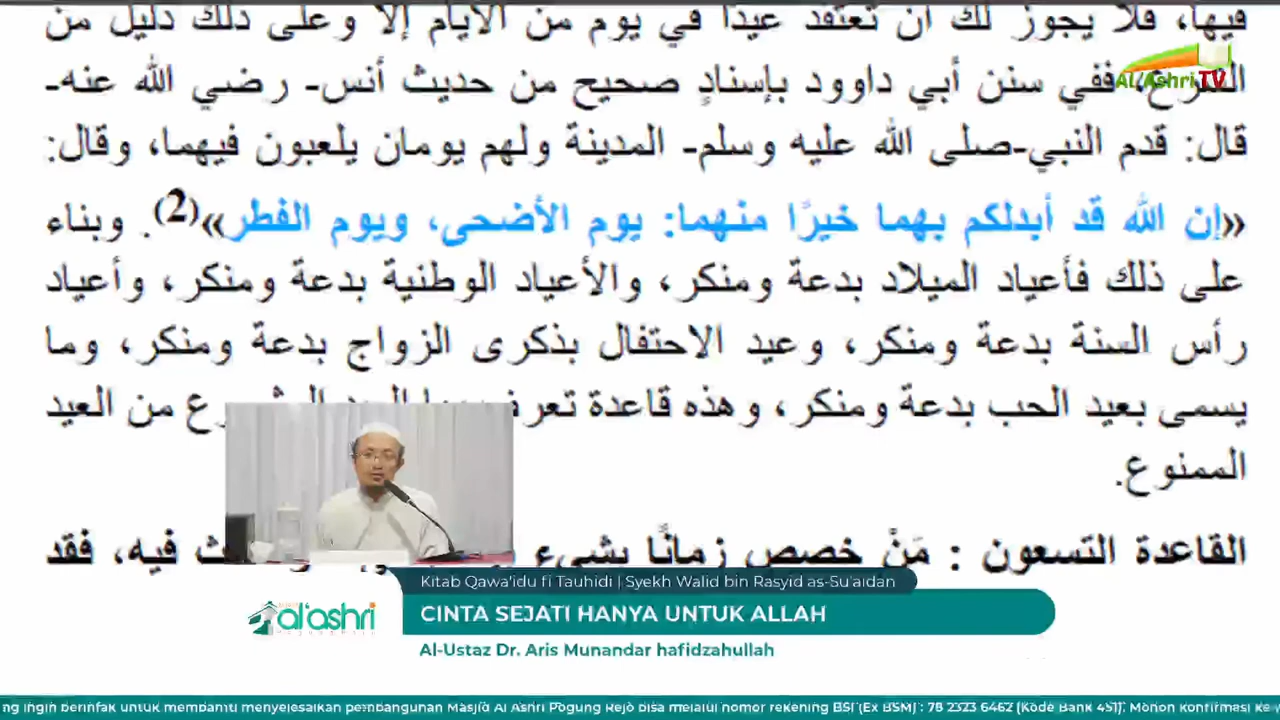 فيها، فلا يجوز لك أن تعتقد عيدًا في يوم من الأيام إلا وعلى ذلك دليل من
الشرع، ففي سنن أبي داوود بإسنادٍ صحيح من حديث أنس- رضي الله عنه-
قال: قدم النبي-صلى الله عليه وسلم- المدينة ولهم يومان يلعبون فيهما، وقال:
«إن الله قد أبدلكم بهما خيرًا منهما: يوم الأضحى، ويوم الفطر»(2). وبناء
على ذلك فأعياد الميلاد بدعة ومنكر، والأعياد الوطنية بدعة ومنكر، وأعياد
رأس السنة بدعة ومنكر، وعيد الاحتفال بذكرى الزواج بدعة ومنكر، وما
يسمى بعيد الحب بدعة ومنكر، وهذه قاعدة من العيد
الممنوع.
القاعدة التسعون : مَنْ خصص زمانًا بشيء فيه، فقد
Al Ashri TV
Kitab Qawa'idu fi Tauhidi | Syekh Walid bin Rasyid as-Su'aidan
al'ashri
CINTA SEJATI HANYA UNTUK ALLAH
Al-Ustaz Dr. Aris Munandar hafidzahullah
ng ingin berinfak untuk membantu menyelesaikan pembangunan Masjid Al Ashri Pogung Rejo bisa melalui nomor rekening BSI (Ex BSM) : 78 2323 6462 (Kode Bank 451). Mohon konfirmasi ke